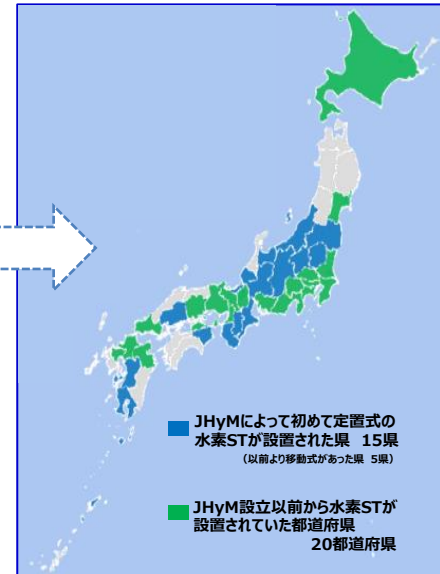 JHyMによって初めて定置式の
水素STが設置された県 15県
（以前より移動式があった県 5県）
JHyM設立以前から水素STが
設置されていた都道府県
20都道府県